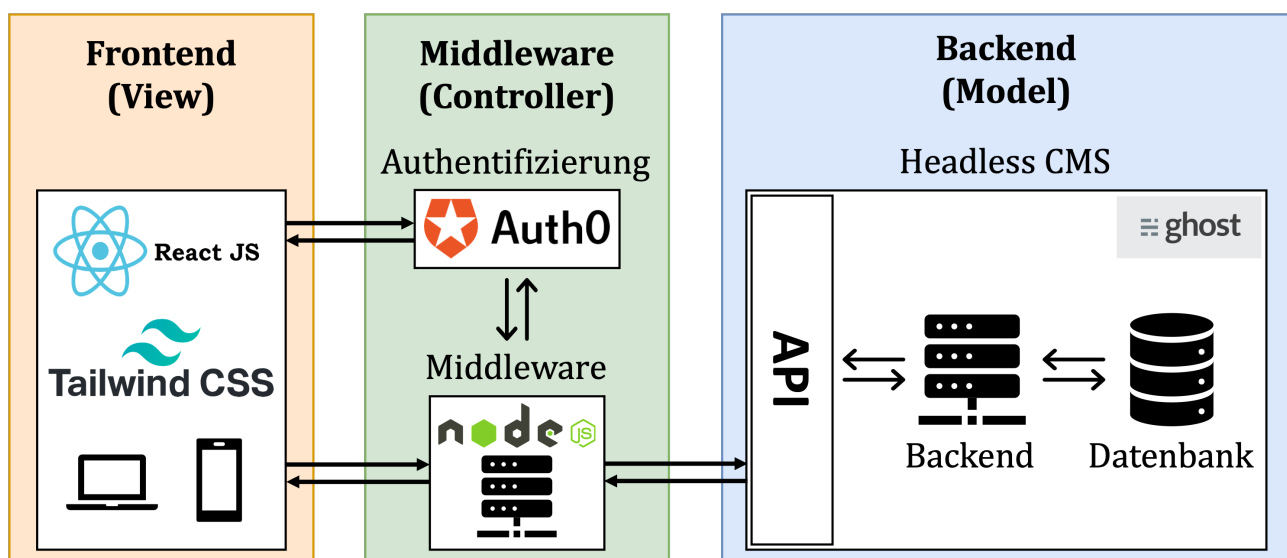 Frontend
(View)
React JS
Tailwind CSS
Middleware
(Controller)
Authentifizierung
Auth0
Middleware
node
JS
Backend
(Model)
Headless CMS
ghost
API
Backend
Datenbank